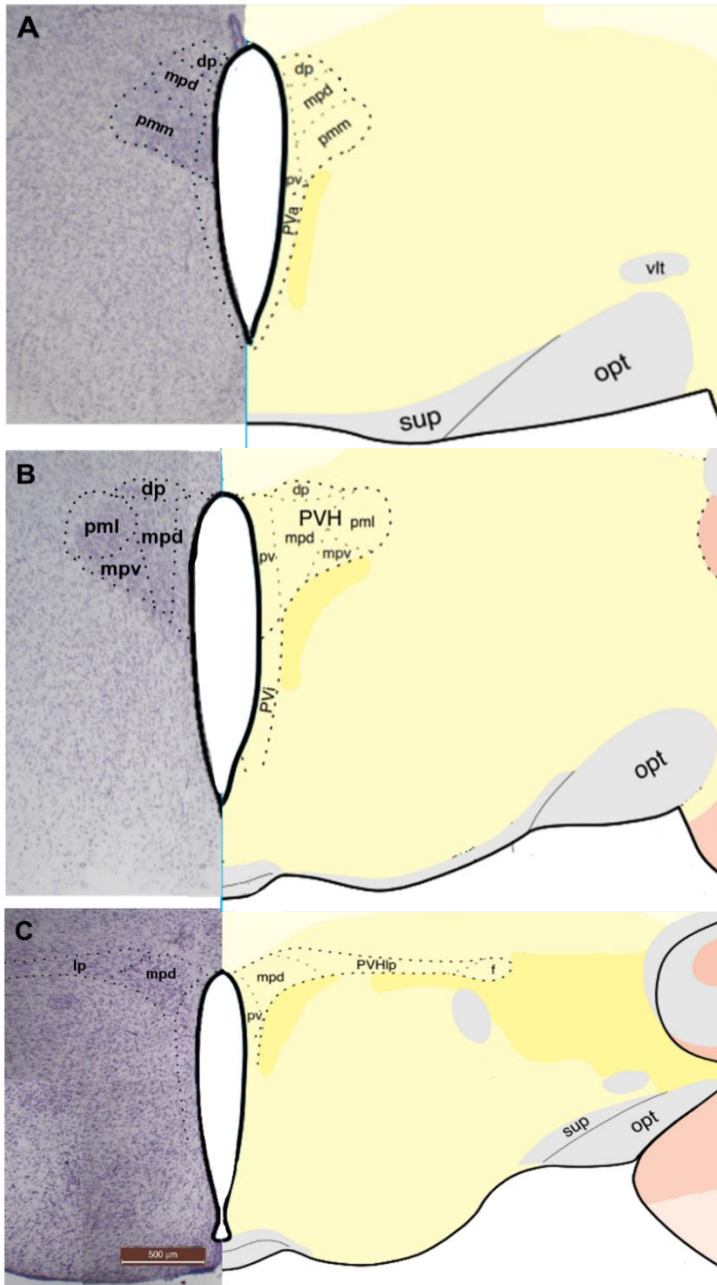 A
dp
mpd
pmm
dp
mpd
pmm
pv
PVa
vlt
opt
sup
B
dp
pml
mpd
mpv
dp
PVH
pml
mpd
pv
mpv
PVi
opt
C
lp
mpd
mpd
PVHlp
f
pv
sup
opt
500 µm